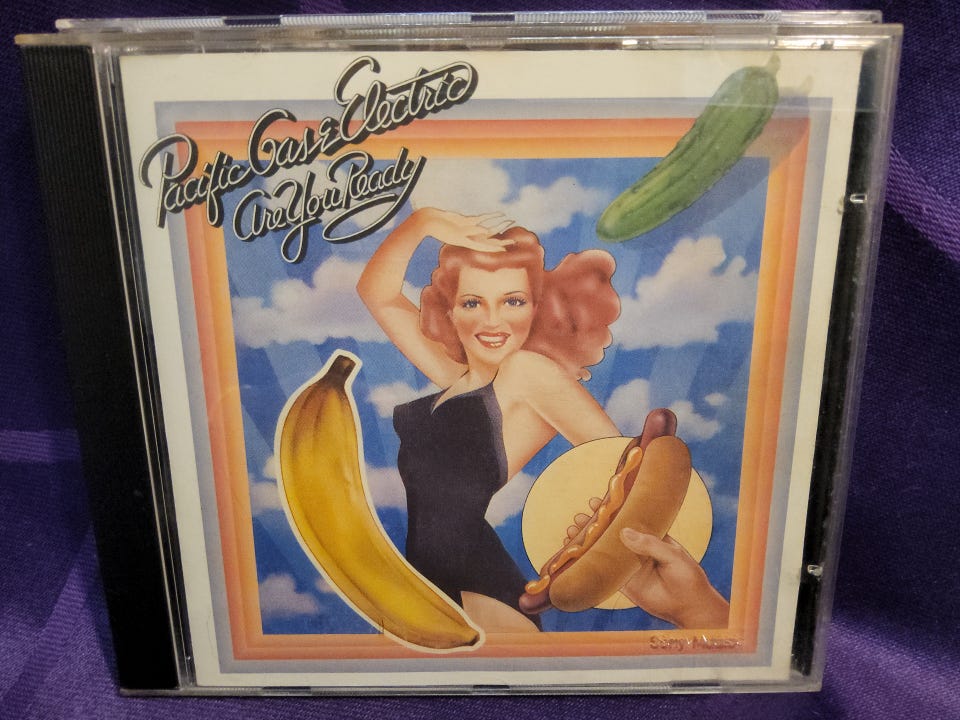 Pacific Gas & Electric
Are You Ready
Sony Music